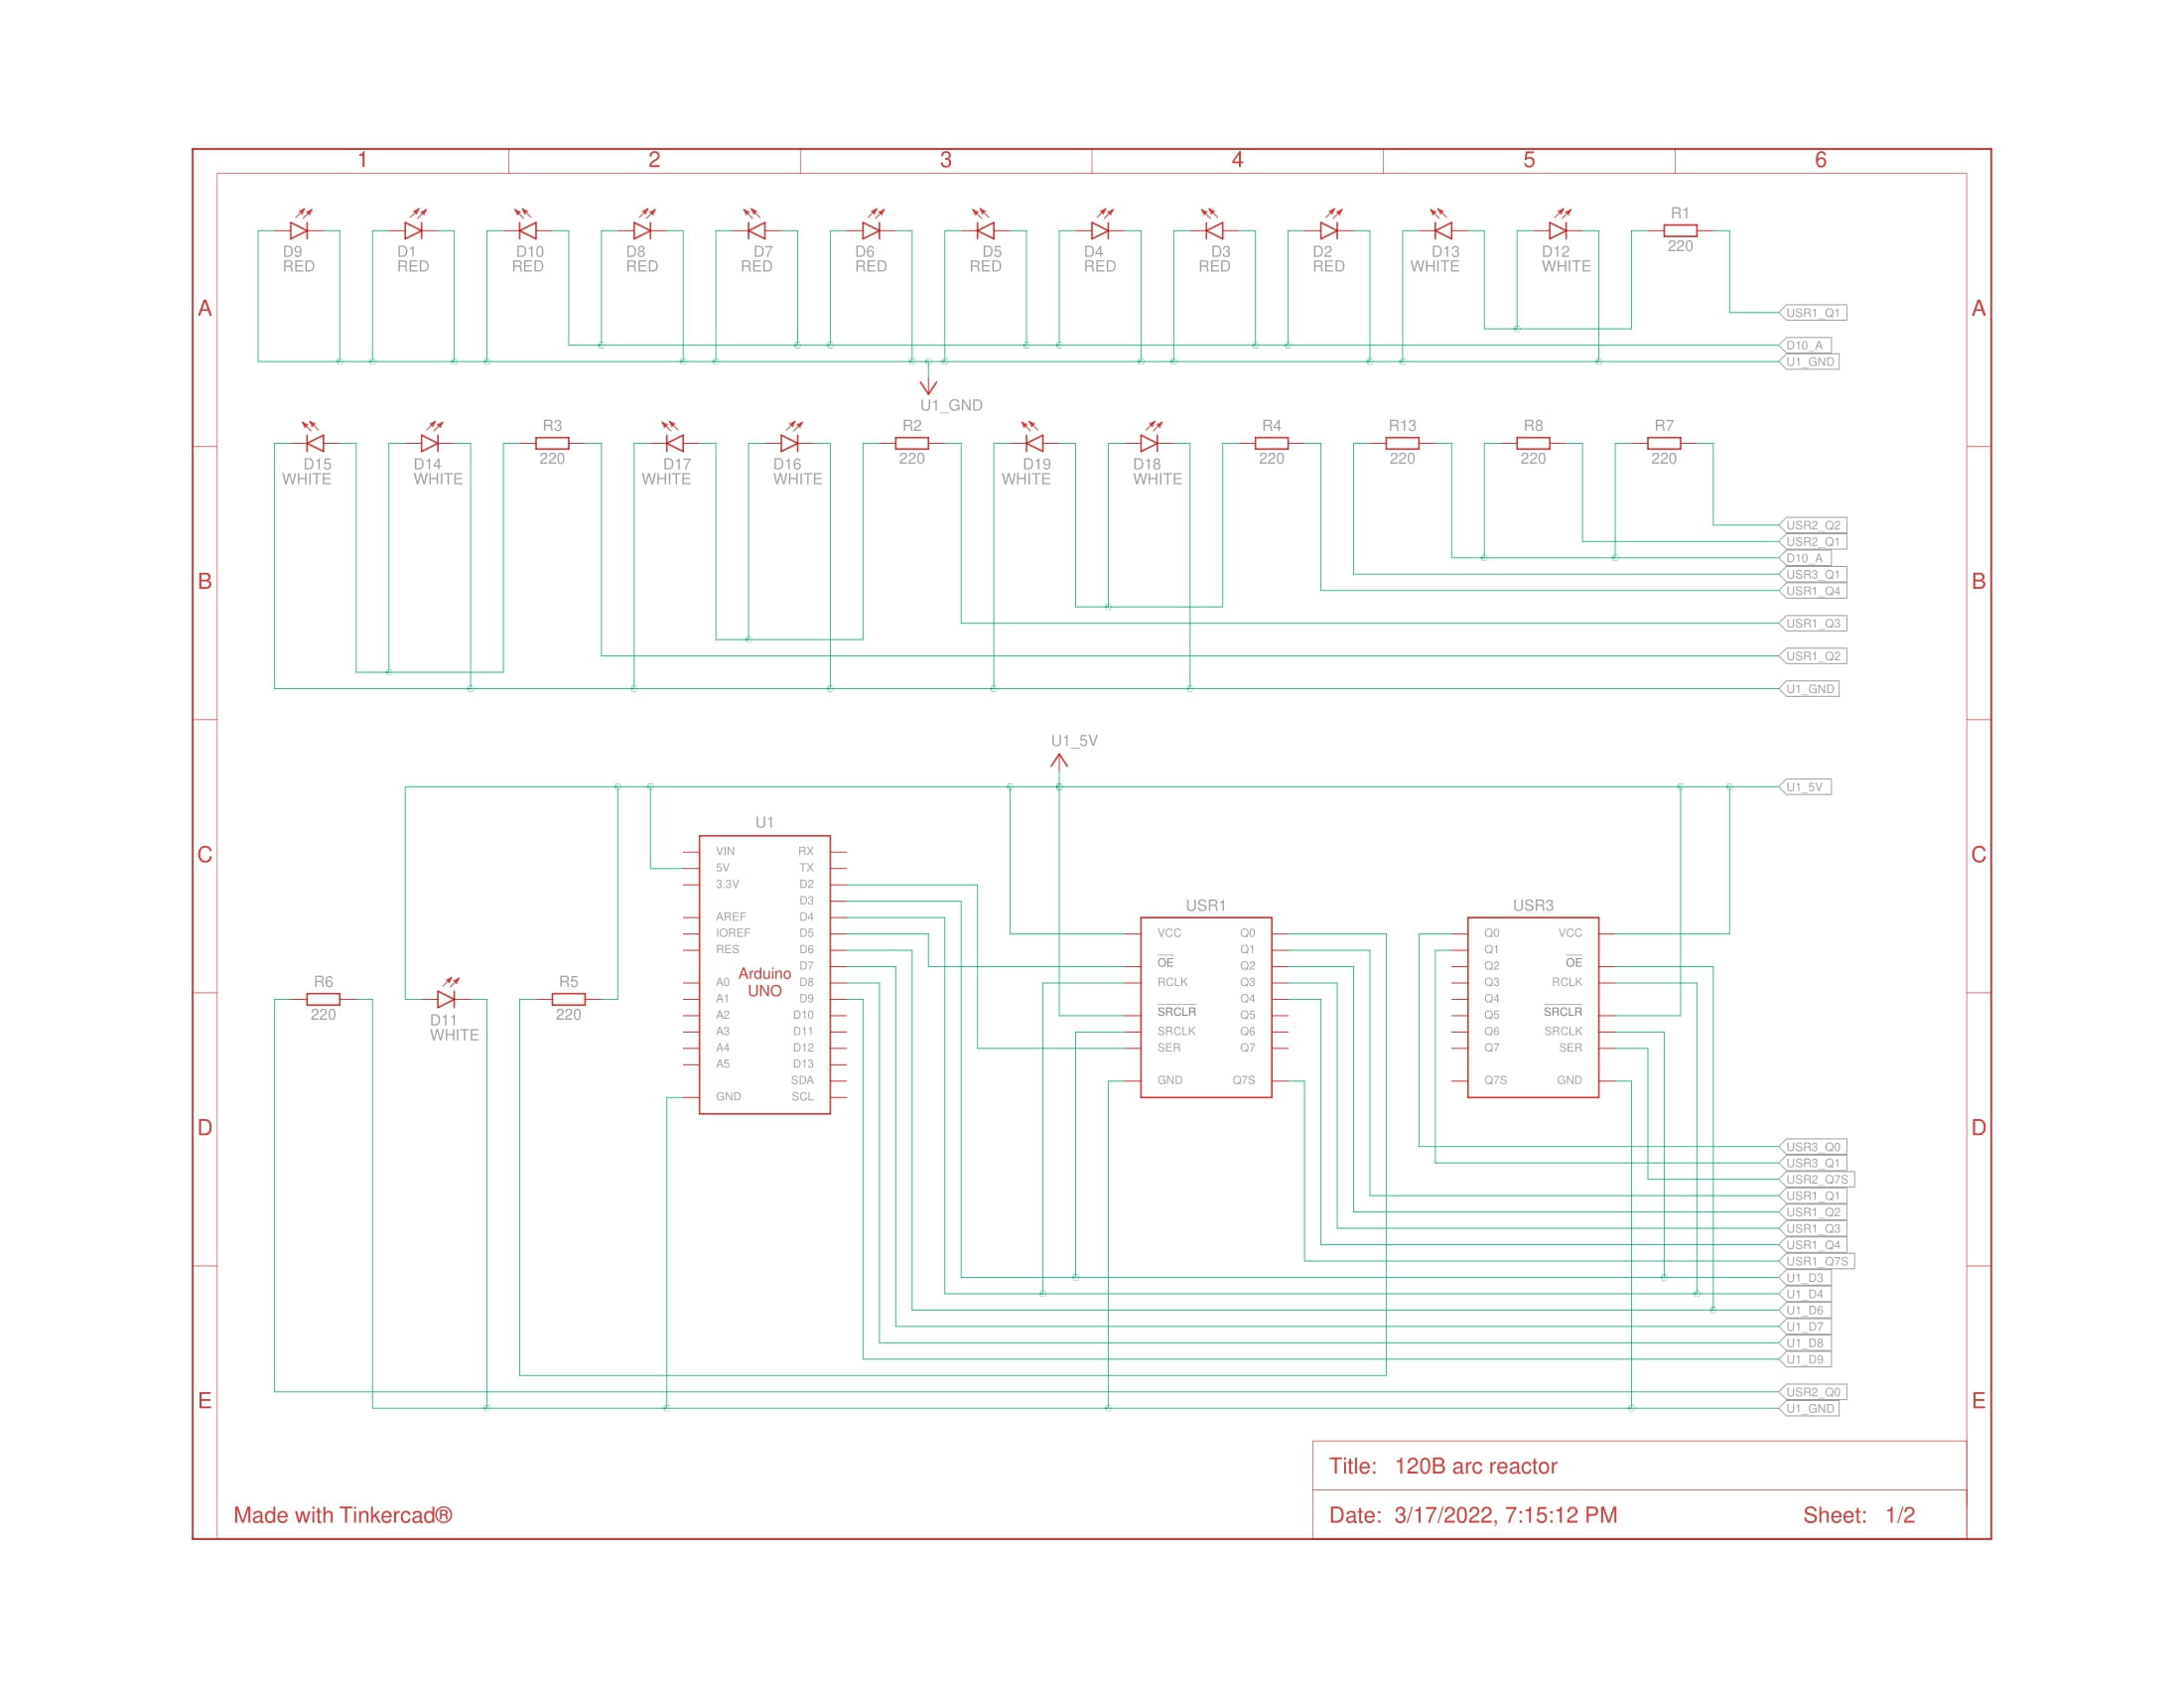 1 2 3 4 5 6
R1
D9 D1 D10 D8 D7 D6 D5 D4 D3 D2 D13 D12 220
RED RED RED RED RED RED RED RED RED RED WHITE WHITE
A A
USR1_Q1
D10_A
U1_GND
U1_GND
R3 R2 R4 R13 R8 R7
220 220 220 220 220 220
D15 D14 D17 D16 D19 D18
WHITE WHITE WHITE WHITE WHITE WHITE
USR2_Q2
USR2_Q1
D10_A
B B
USR3_Q1
USR1_Q4
USR1_Q3
USR1_Q2
U1_GND
U1_5V
U1_5V
U1
C C
VIN RX
5V TX
3.3V D2
D3
USR1 USR3
AREF D4
IOREF D5 VCC Q0 Q0 VCC
RES D6 Q1 Q1
D7 OE Q2 Q2 OE
Arduino
UNO
R6 R5 A0 D8 RCLK Q3 Q3 RCLK
A1 D9 Q4 Q4
220 220 A2 D10 SRCLR Q5 Q5 SRCLR
D11
WHITE
A3 D11 SRCLK Q6 Q6 SRCLK
A4 D12 SER Q7 Q7 SER
A5 D13
SDA GND Q7S Q7S GND
GND SCL
D D
USR3_Q0
USR3_Q1
USR2_Q7S
USR1_Q1
USR1_Q2
USR1_Q3
USR1_Q4
USR1_Q7S
U1_D3
U1_D4
U1_D6
U1_D7
U1_D8
U1_D9
USR2_Q0
E E
U1_GND
Title: 120B arc reactor
Made with Tinkercad®
Date: 3/17/2022, 7:15:12 PM Sheet: 1/2